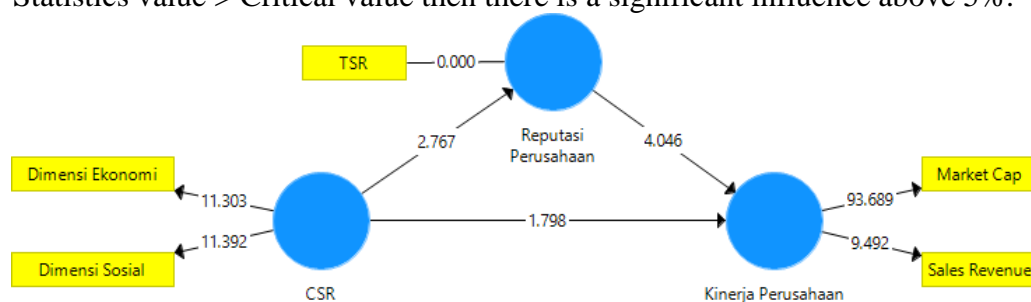 Statistics value > Critical value then there is a significant influence above 5%.
TSR
0.000
Reputasi
Perusahaan
2.767
4.046
Dimensi Ekonomi
11.303
Market Cap
93.689
1.798
11.392
9.492
Dimensi Sosial
Sales Revenue
CSR
Kinerja Perusahaan